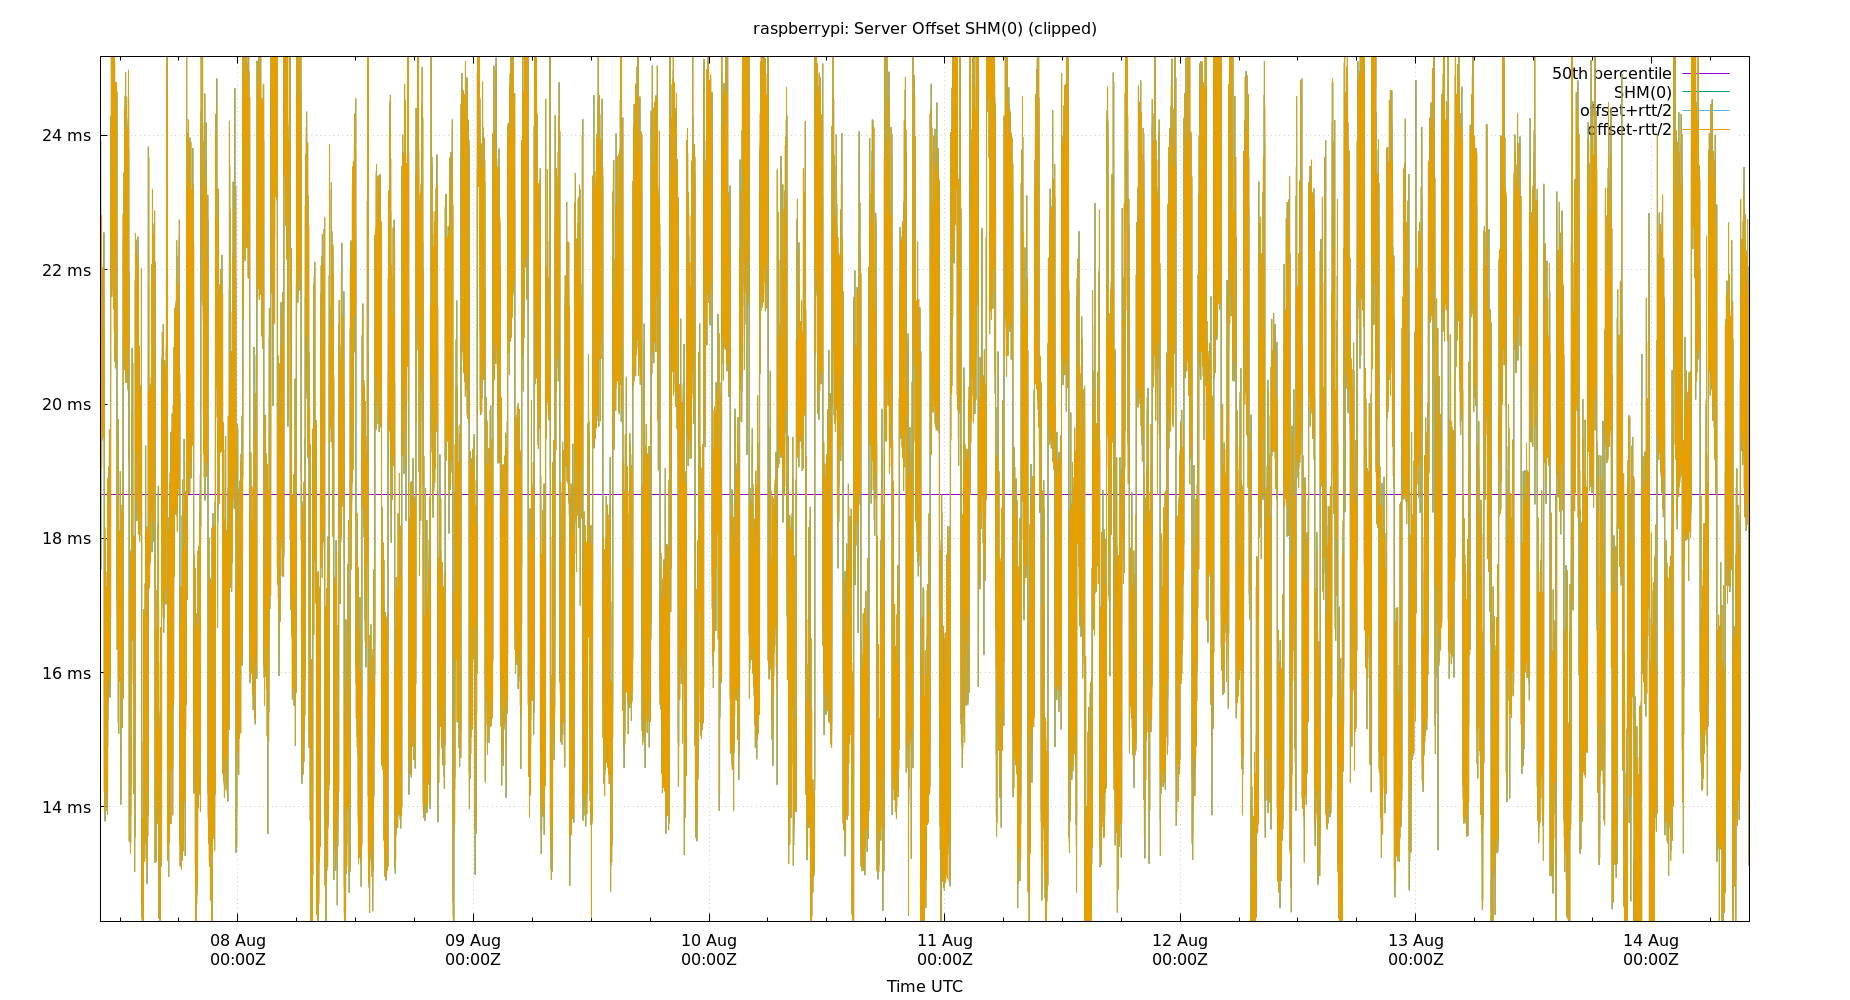 raspberrypi: Server Offset SHM(0) (clipped)
50th percentile
SHM(0)
offset+rtt/2
offset-rtt/2
24 ms
22 ms
20 ms
18 ms
16 ms
14 ms
08 Aug 09 Aug 10 Aug 11 Aug 12 Aug 13 Aug 14 Aug
00:00Z 00:00Z 00:00Z 00:00Z 00:00Z 00:00Z 00:00Z
Time UTC